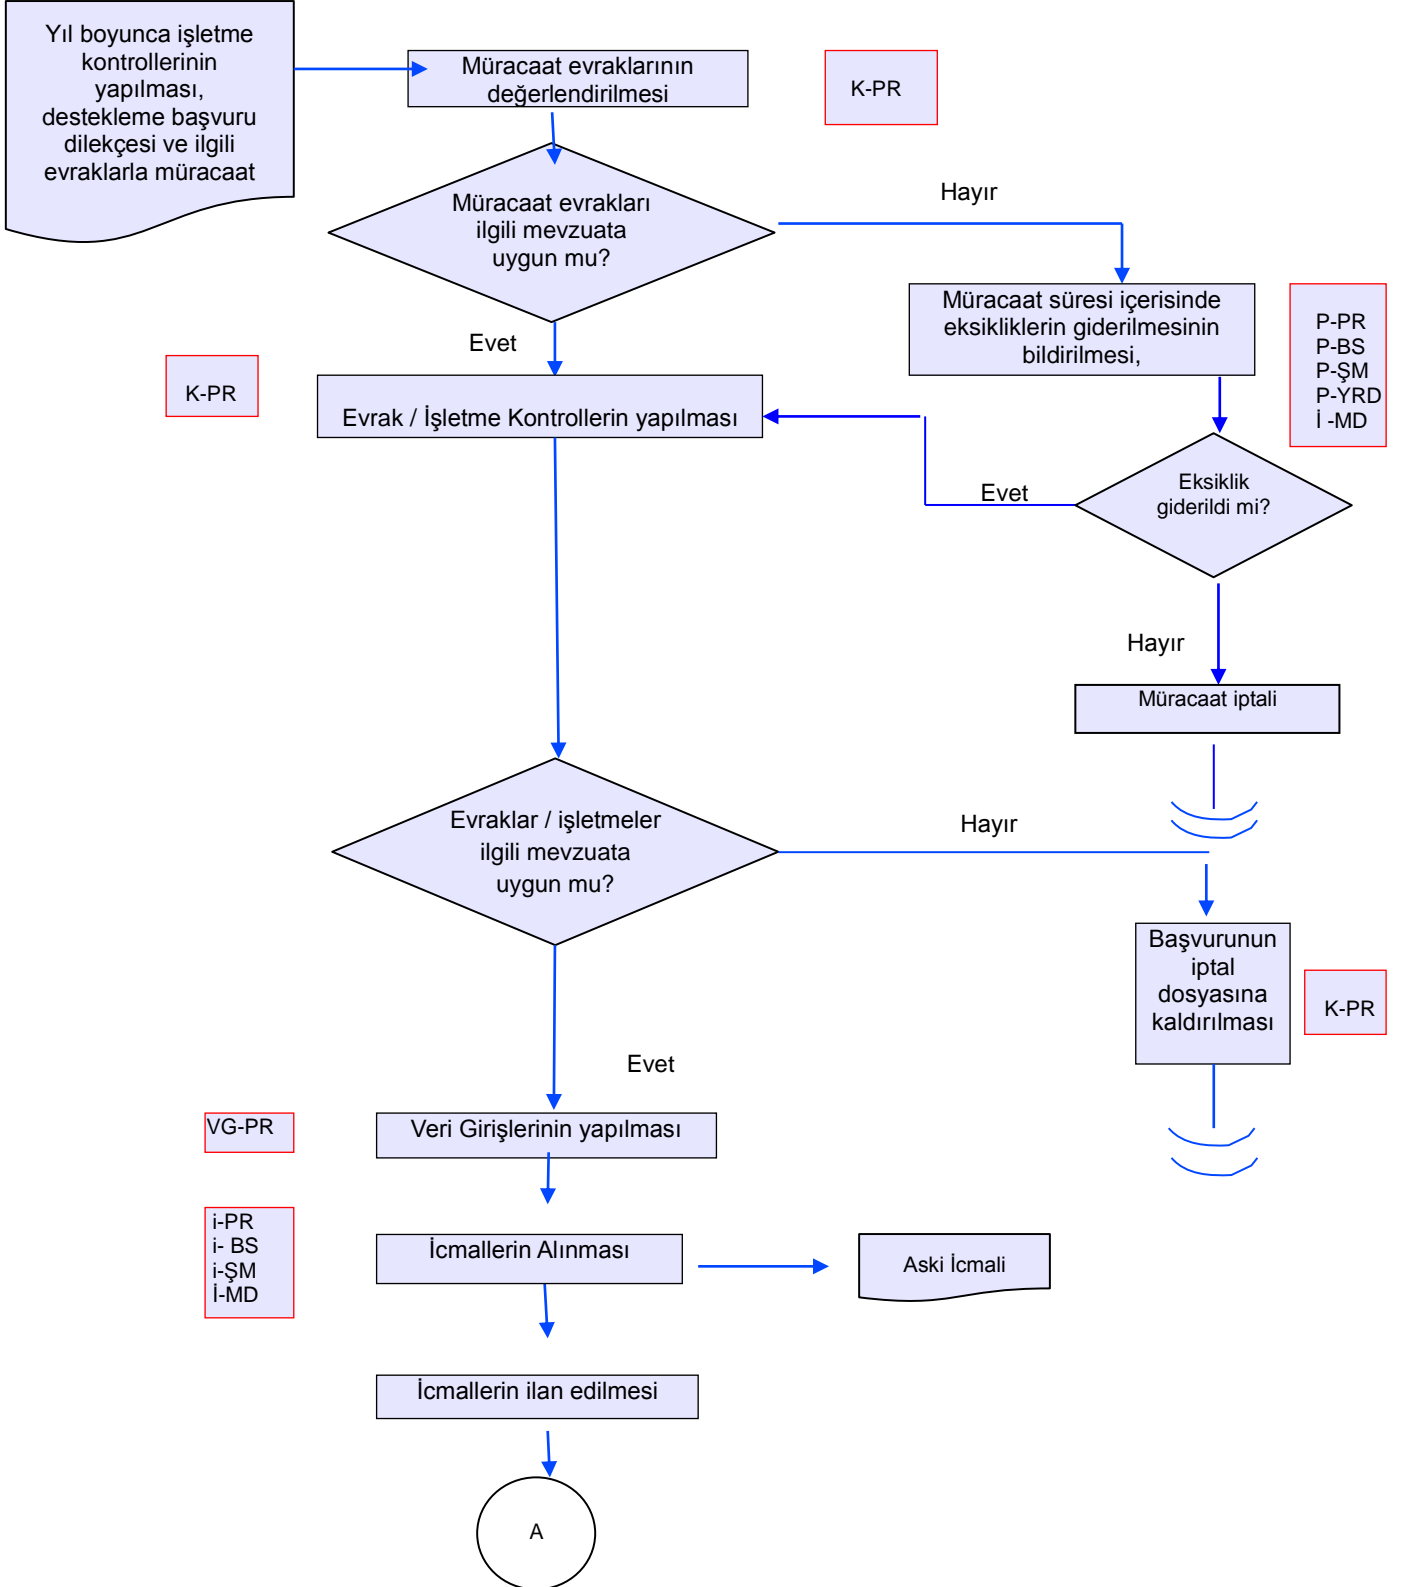 Yıl boyunca işletme
kontrollerinin
yapılması,
destekleme başvuru
dilekçesi ve ilgili
evraklarla müracaat
Müracaat evraklarının
değerlendirilmesi
K-PR
Müracaat evrakları
ilgili mevzuata
uygun mu?
Hayır
Müracaat süresi içerisinde
eksikliklerin giderilmesinin
bildirilmesi,
P-PR
P-BS
P-ŞM
P-YRD
İ -MD
Evet
K-PR
Evrak / İşletme Kontrollerin yapılması
Eksiklik
giderildi mi?
Evet
Hayır
Müracaat iptali
Evraklar / işletmeler
ilgili mevzuata
uygun mu?
Hayır
Başvurunun
iptal
dosyasına
kaldırılması
K-PR
Evet
VG-PR
Veri Girişlerinin yapılması
i-PR
i- BS
i-ŞM
İ-MD
İcmallerin Alınması
Aski İcmali
İcmallerin ilan edilmesi
A